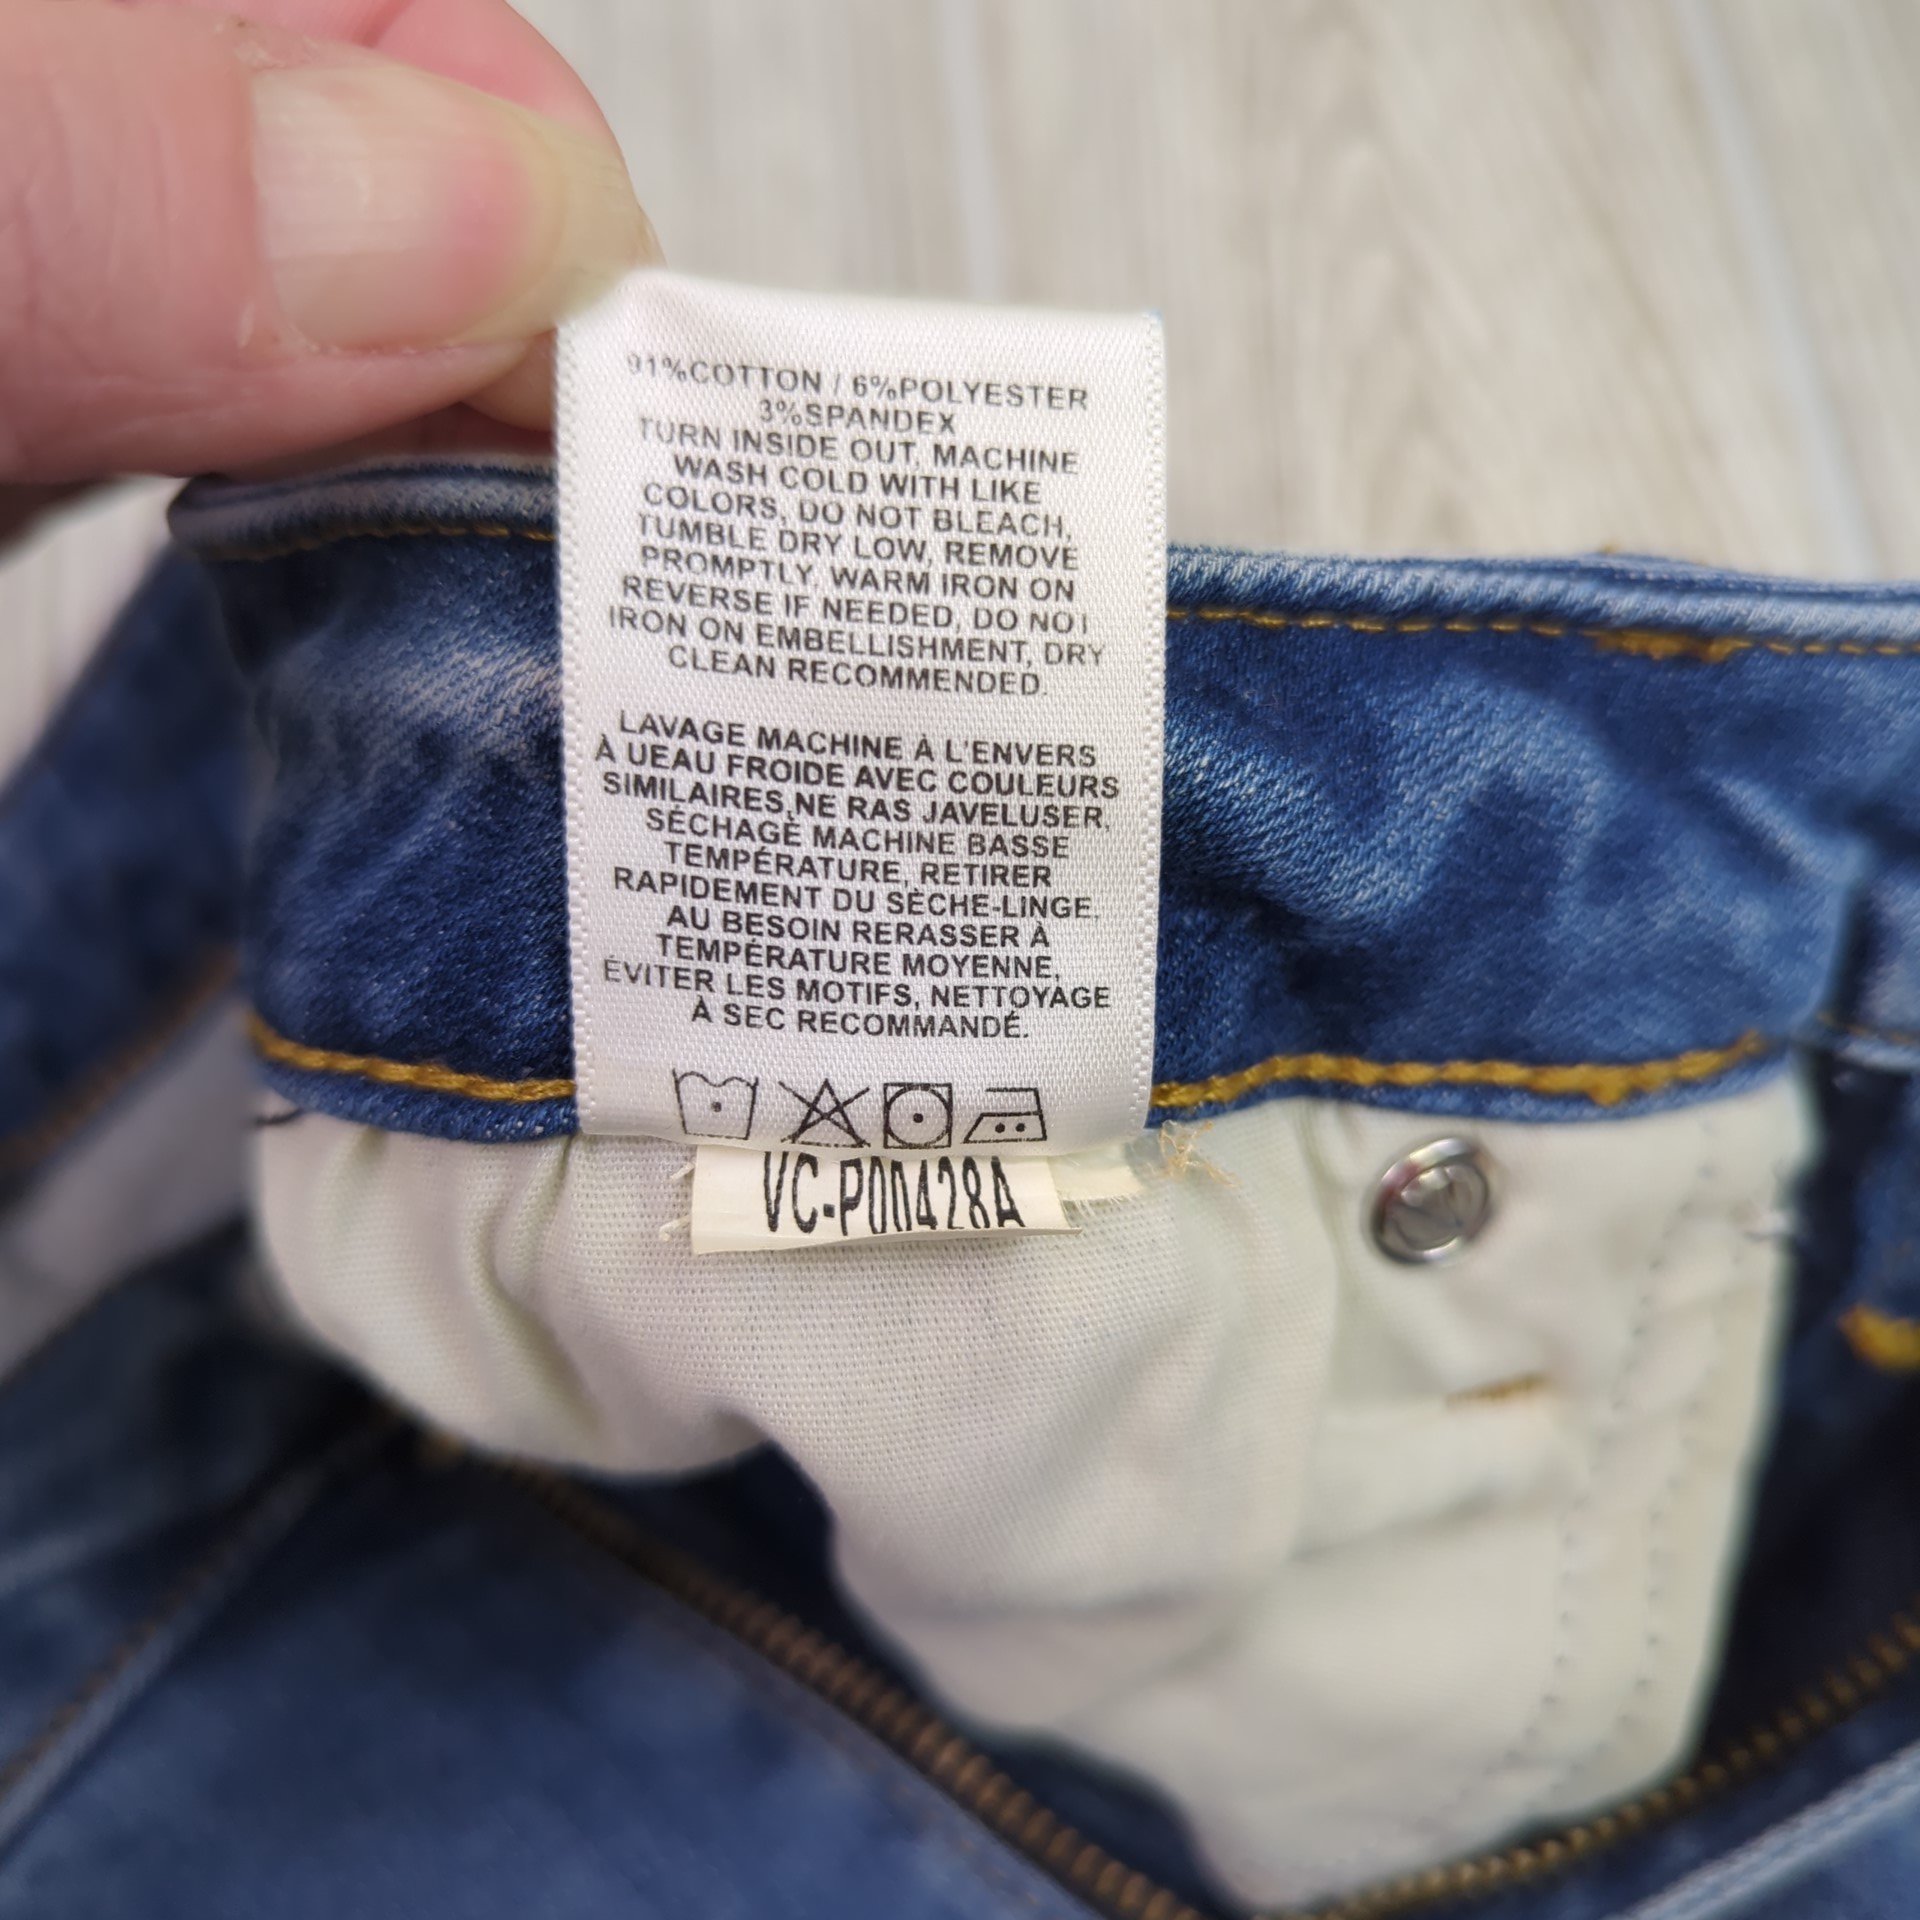 91%COTTON / 6%POLYESTER
3%SPANDEX
TURN INSIDE OUT, MACHINE
WASH COLD WITH LIKE
COLORS, DO NOT BLEACH,
TUMBLE DRY LOW, REMOVE
PROMPTLY, WARM IRON ON
REVERSE IF NEEDED, DO NOT
IRON ON EMBELLISHMENT, DRY
CLEAN RECOMMENDED.
LAVAGE MACHINE À L'ENVERS
À UEAU FROIDE AVEC COULEURS
SIMILAIRES,NE RAS JAVELUSER,
SÉCHAGE MACHINE BASSE
TEMPÉRATURE, RETIRER
RAPIDEMENT DU SÈCHE-LINGE.
AU BESOIN RERASSER À
TEMPÉRATURE MOYENNE,
ÉVITER LES MOTIFS, NETTOYAGE
À SEC RECOMMANDÉ.
VC-P00428A